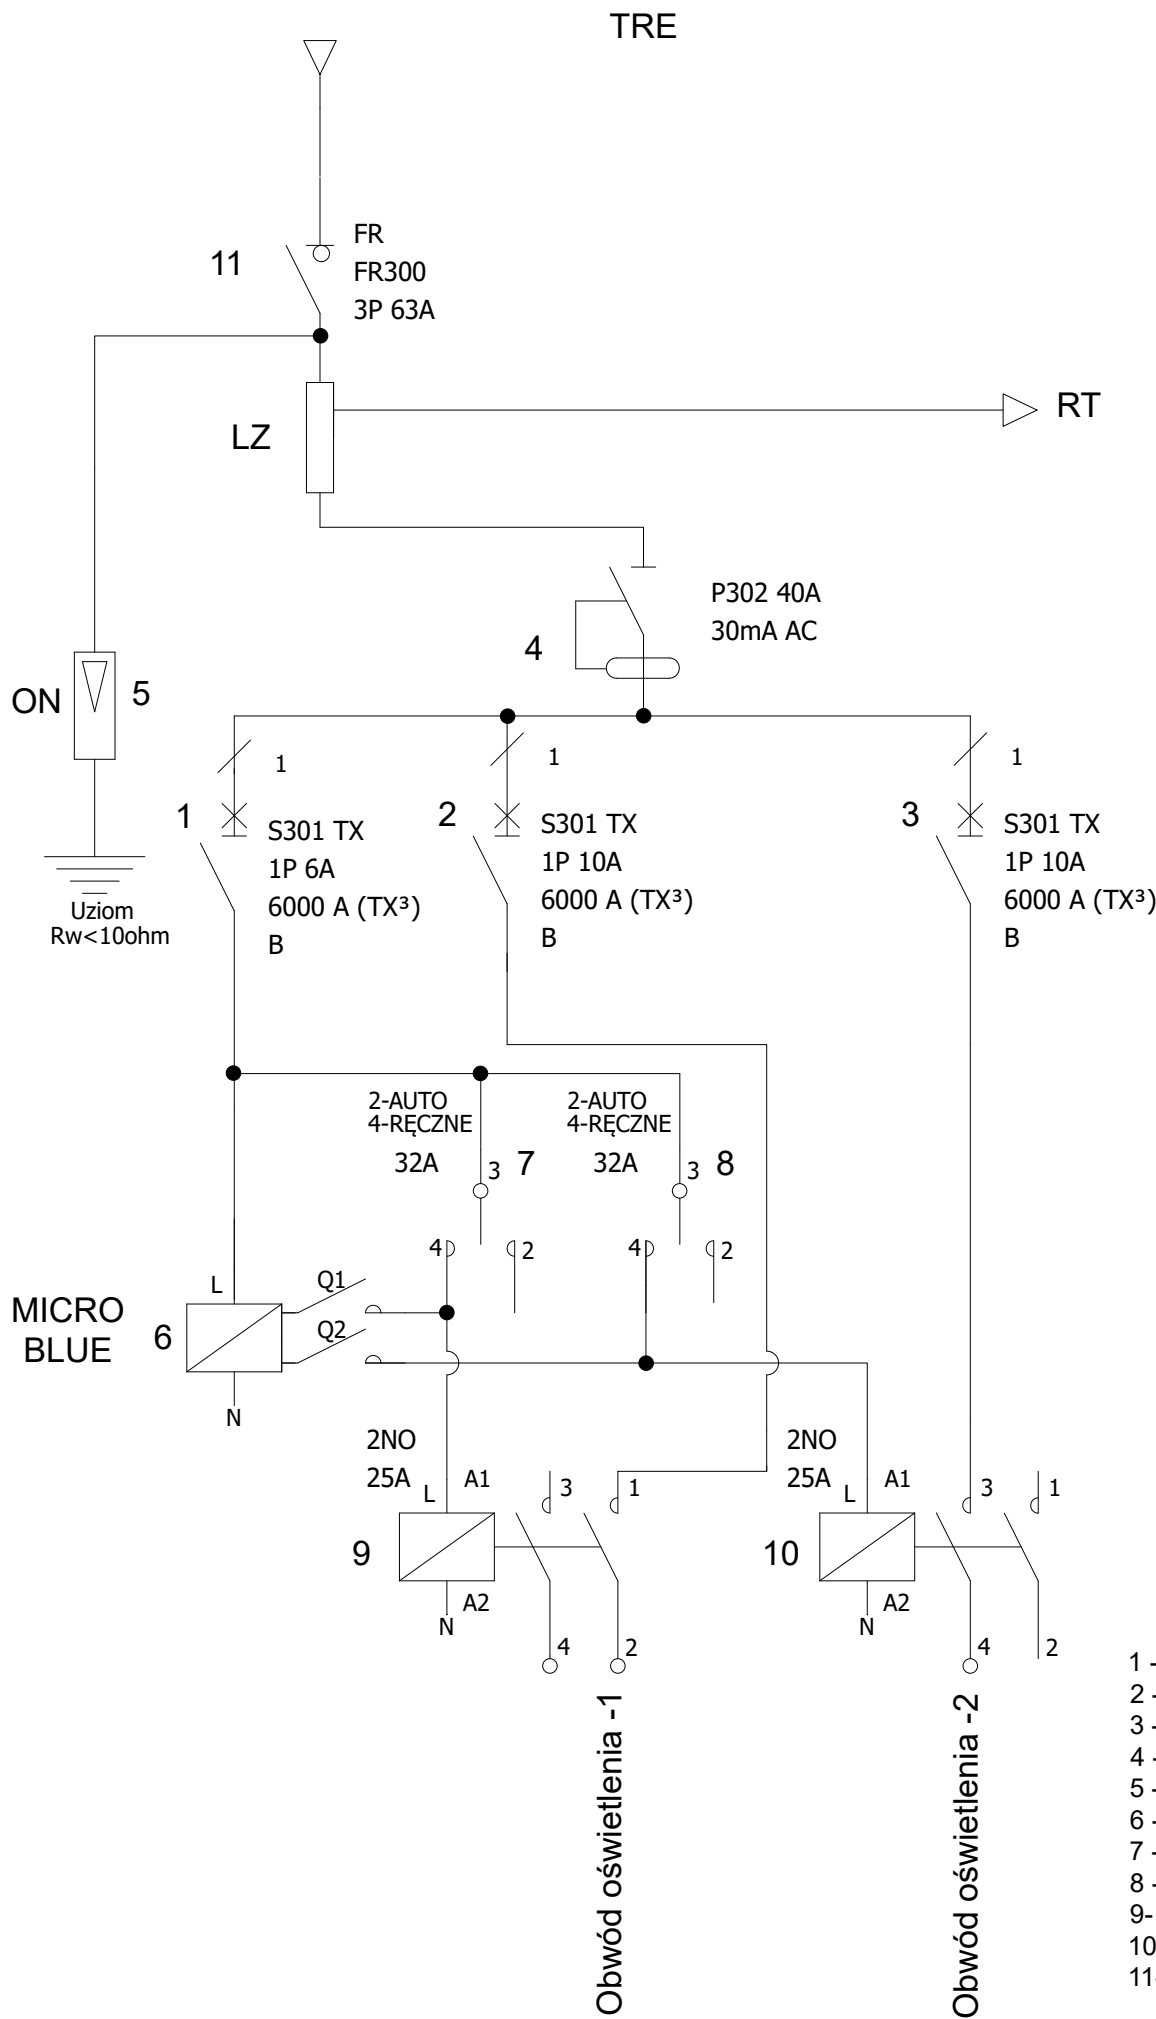 TRE
11
FR
FR300
3P 63A
RT
LZ
P302 40A
30mA AC
4
ON
5
Uziom
Rw<10ohm
1
1
S301 TX
1P 6A
6000 A (TX³)
B
1
2
S301 TX
1P 10A
6000 A (TX³)
B
1
3
S301 TX
1P 10A
6000 A (TX³)
B
2-AUTO
4-RĘCZNE
32A
3
7
4
2
2-AUTO
4-RĘCZNE
32A
3
8
4
2
MICRO
BLUE
6
L
Q1
Q2
N
2NO
25A
L
A1
3
1
9
N
A2
4
2
2NO
25A
L
A1
3
1
10
N
A2
4
2
Obwód oświetlenia -1
Obwód oświetlenia -2
1 -
2 -
3 -
4 -
5 -
6 -
7 -
8 -
9-
10
11-